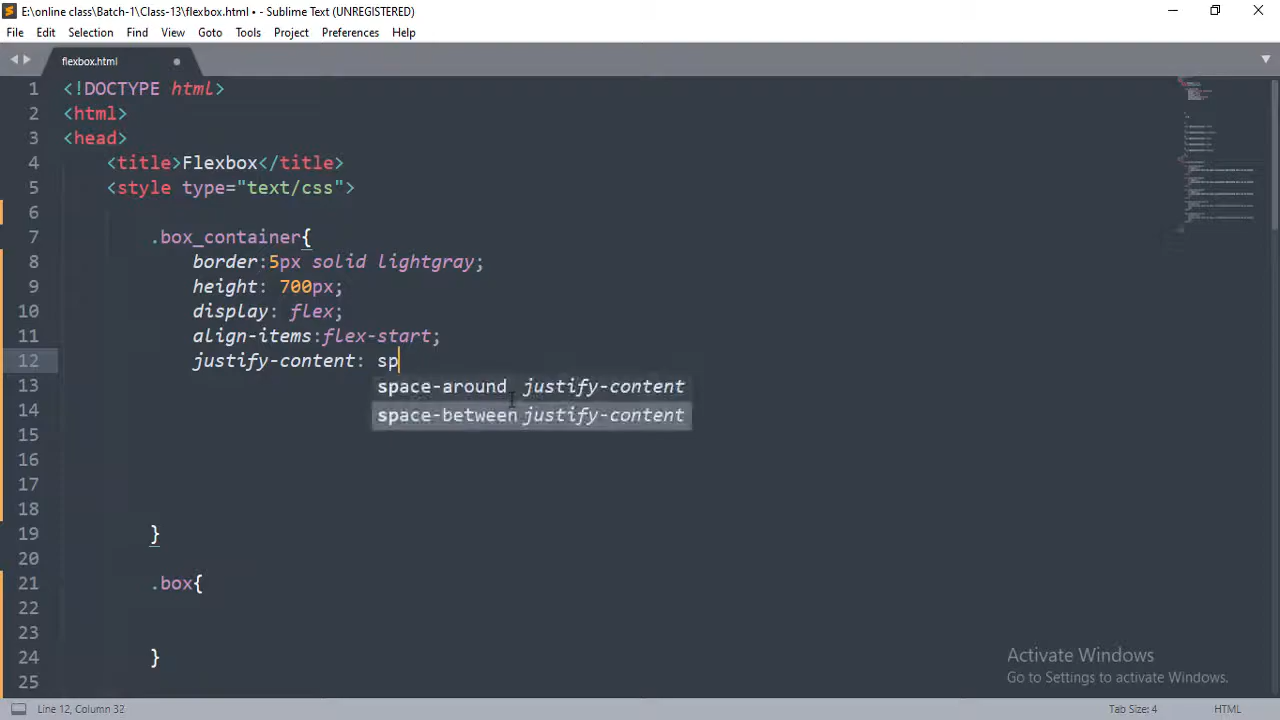 E:\online class\Batch-1\Class-13\flexbox.html • - Sublime Text (UNREGISTERED)
File Edit Selection Find View Goto Tools Project Preferences Help
flexbox.html
1 <!DOCTYPE html>
2 <html>
3 <head>
4 <title>Flexbox</title>
5 <style type="text/css">
6
7 .box_container{
8 border:5px solid lightgray;
9 height: 700px;
10 display: flex;
11 align-items:flex-start;
12 justify-content: sp
13 space-around justify-content
14 space-between justify-content
15
16
17
18
19 }
20
21 .box{
22
23
24 }
25
Activate Windows
Go to Settings to activate Windows.
Line 12, Column 32 Tab Size: 4 HTML